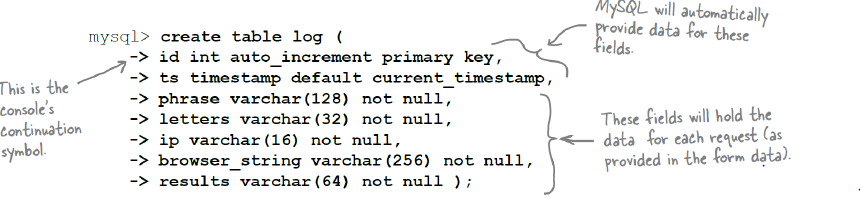 MySQL will automatically
provide data for these
fields.
mysql> create table log (
-> id int auto_increment primary key,
-> ts timestamp default current_timestamp,
-> phrase varchar(128) not null,
-> letters varchar(32) not null,
-> ip varchar(16) not null,
-> browser_string varchar(256) not null,
-> results varchar(64) not null );
This is the
console's
continuation
symbol.
These fields will hold the
data for each request (as
provided in the form data).